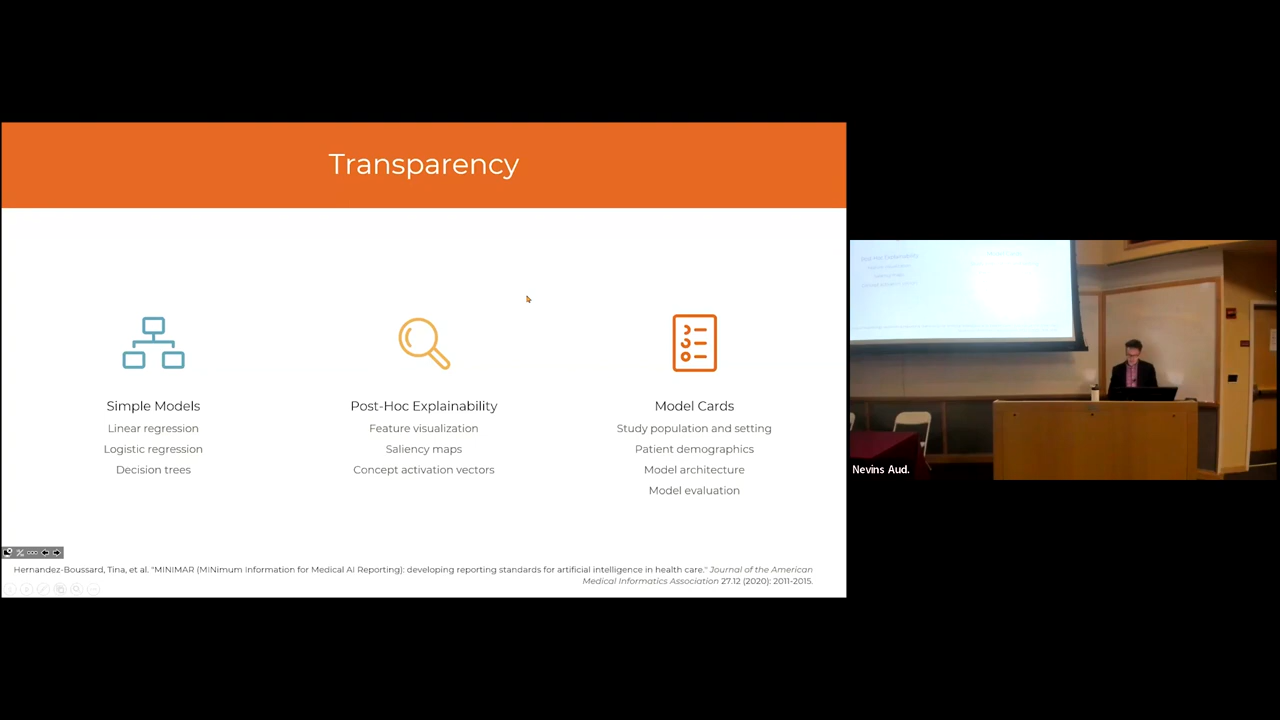 Transparency
Simple Models
Linear regression
Logistic regression
Decision trees
Post-Hoc Explainability
Feature visualization
Saliency maps
Concept activation vectors
Model Cards
Study population and setting
Patient demographics
Model architecture
Model evaluation
Hernandez-Boussard, Tina, et al. "MINIMAR (MINimum Information for Medical AI Reporting): developing reporting standards for artificial intelligence in health care." Journal of the American
Medical Informatics Association 27.12 (2020): 2011-2015.
Post-Hoc Explainability
Nevins Aud.